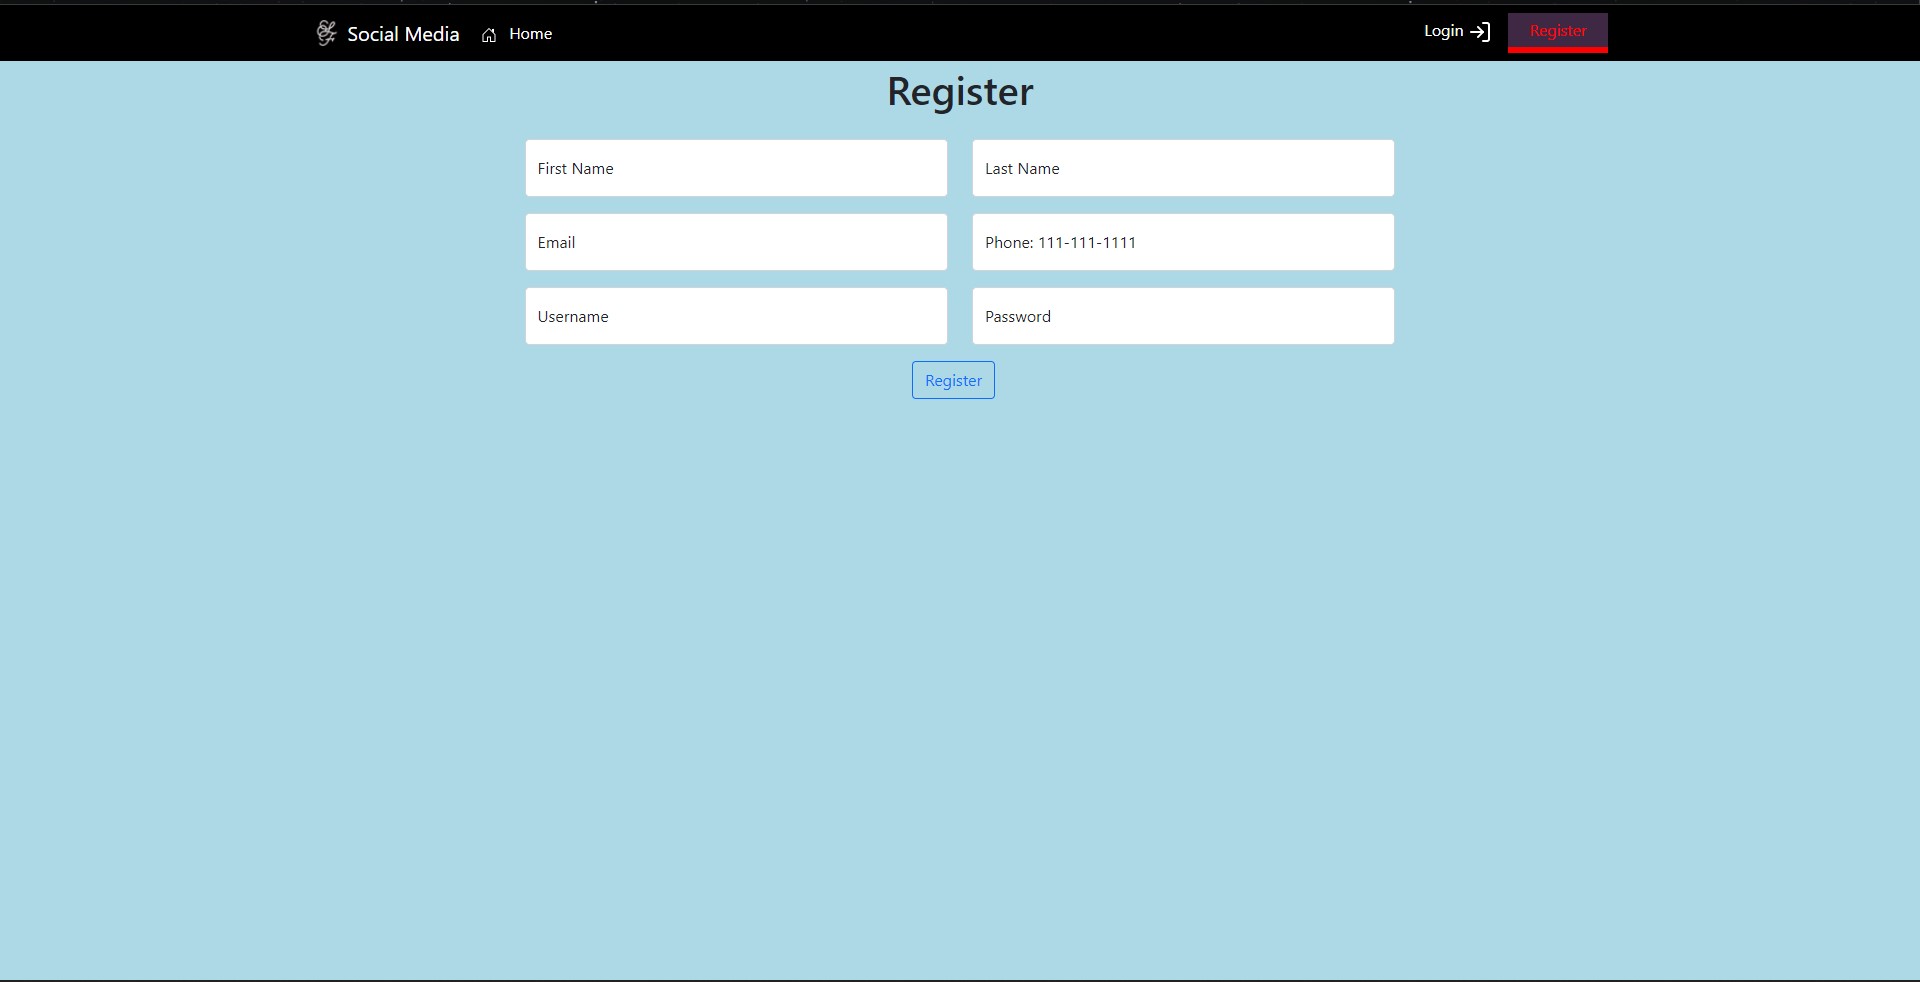 Social Media Home Login Register
Register
First Name Last Name
Email Phone: 111-111-1111
Username Password
Register